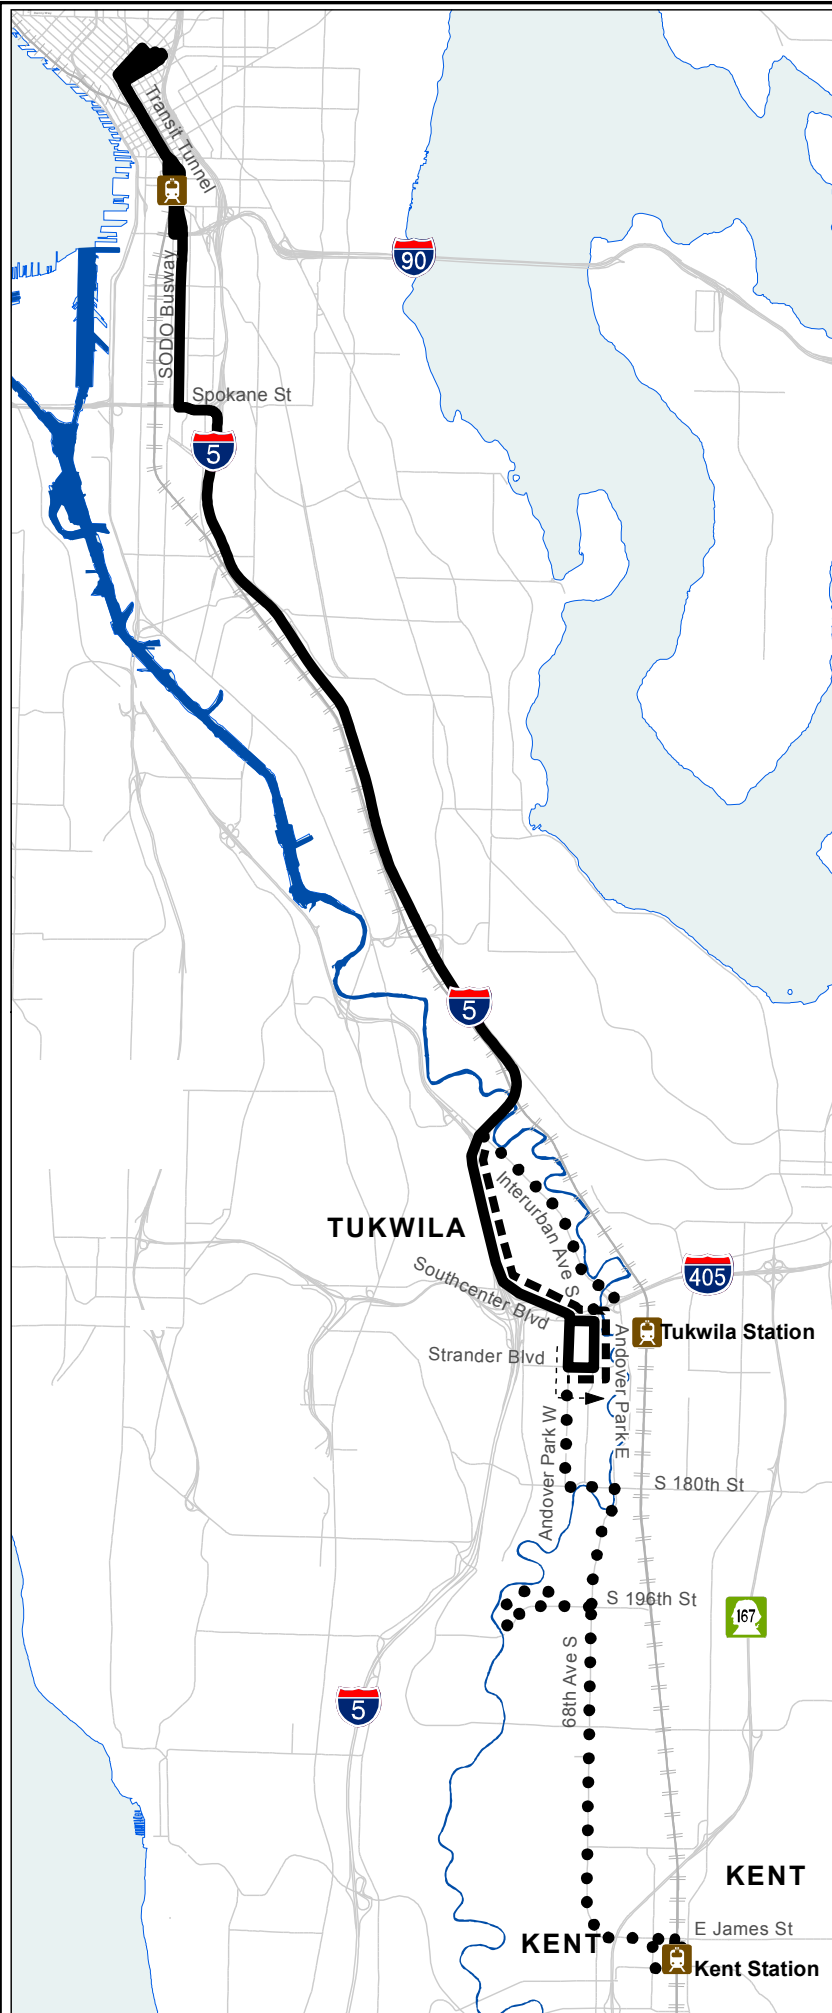 Transit Tunnel
90
SODO Busway
Spokane St
5
5
Interurban Ave S
TUKWILA
405
Southcenter Blvd
Tukwila Station
Strander Blvd
Andover Park E
Andover Park W
S 180th St
S 196th St
167
68th Ave S
5
KENT
E James St
KENT
Kent Station